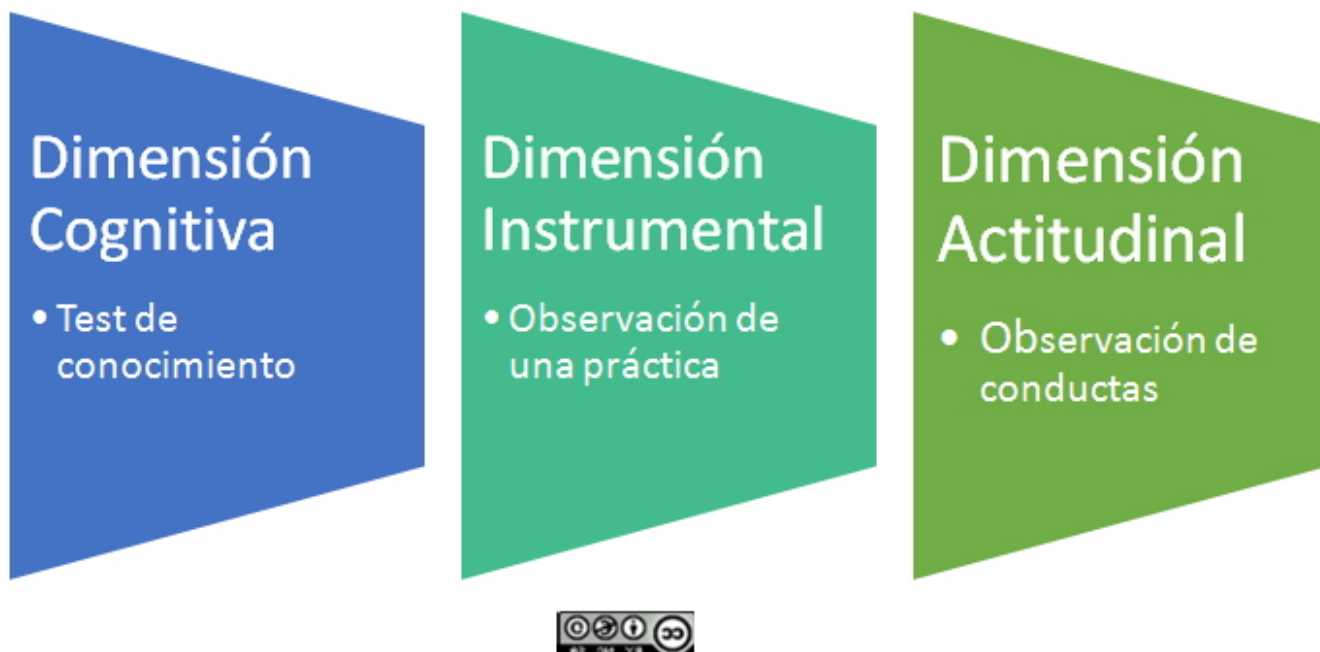 Dimensión
Cognitiva
• Test de
conocimiento
Dimensión
Instrumental
• Observación de
una práctica
Dimensión
Actitudinal
• Observación de
conductas